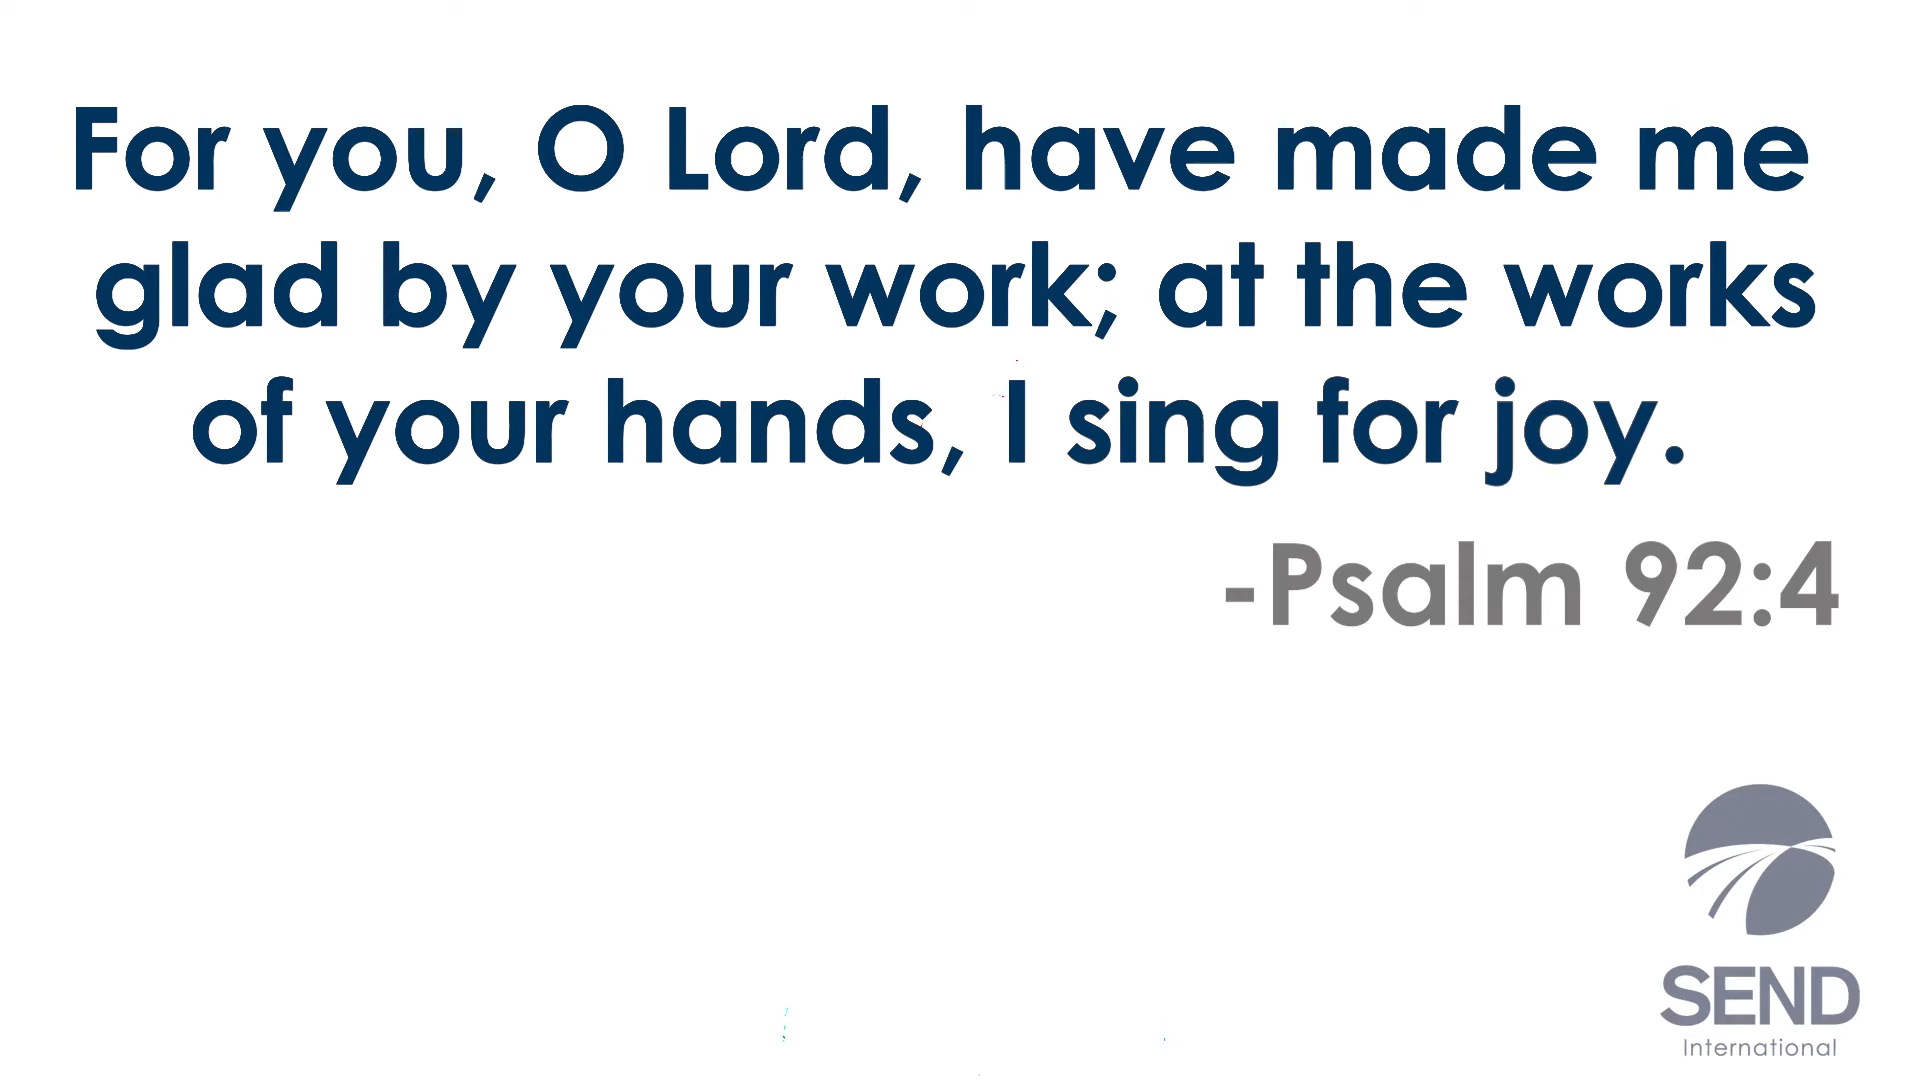 For you, O Lord, have made me
glad by your work; at the works
of your hands, I sing for joy.
-Psalm 92:4
SEND
International